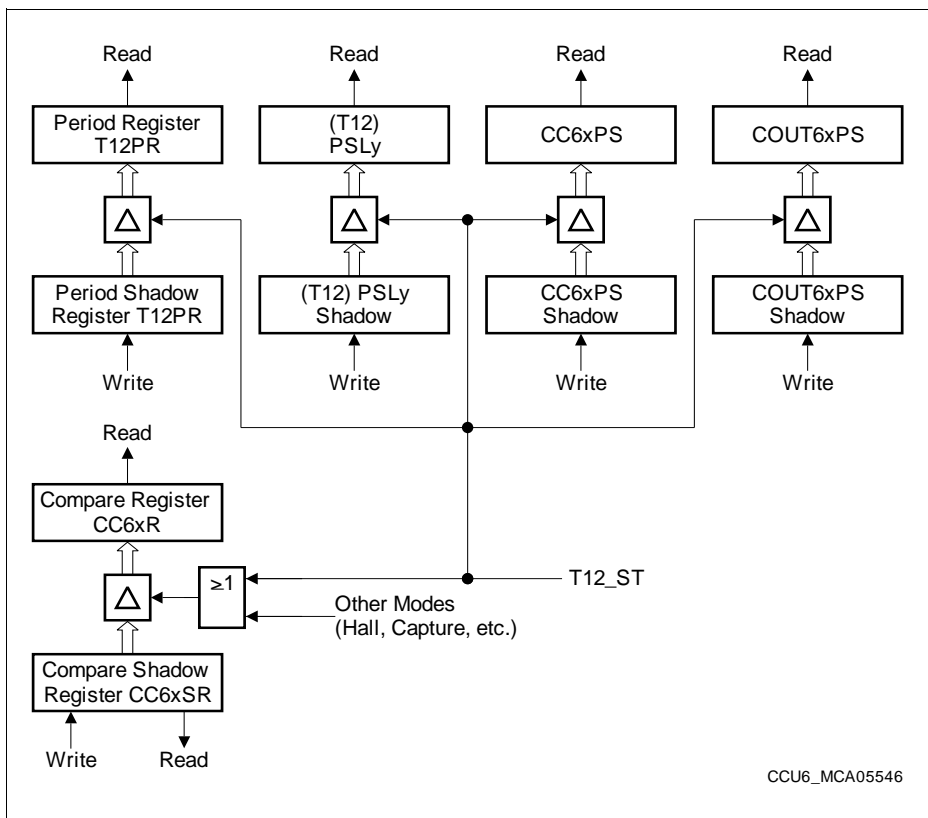 Read
Read
Read
Read
Period Register
T12PR
(T12)
PSLy
CC6xPS
COUT6xPS
Period Shadow
Register T12PR
(T12) PSLy
Shadow
CC6xPS
Shadow
COUT6xPS
Shadow
Write
Write
Write
Write
Read
Compare Register
CC6xR
≥1
T12_ST
Other Modes
(Hall, Capture, etc.)
Compare Shadow
Register CC6xSR
Write
Read
CCU6_MCA05546